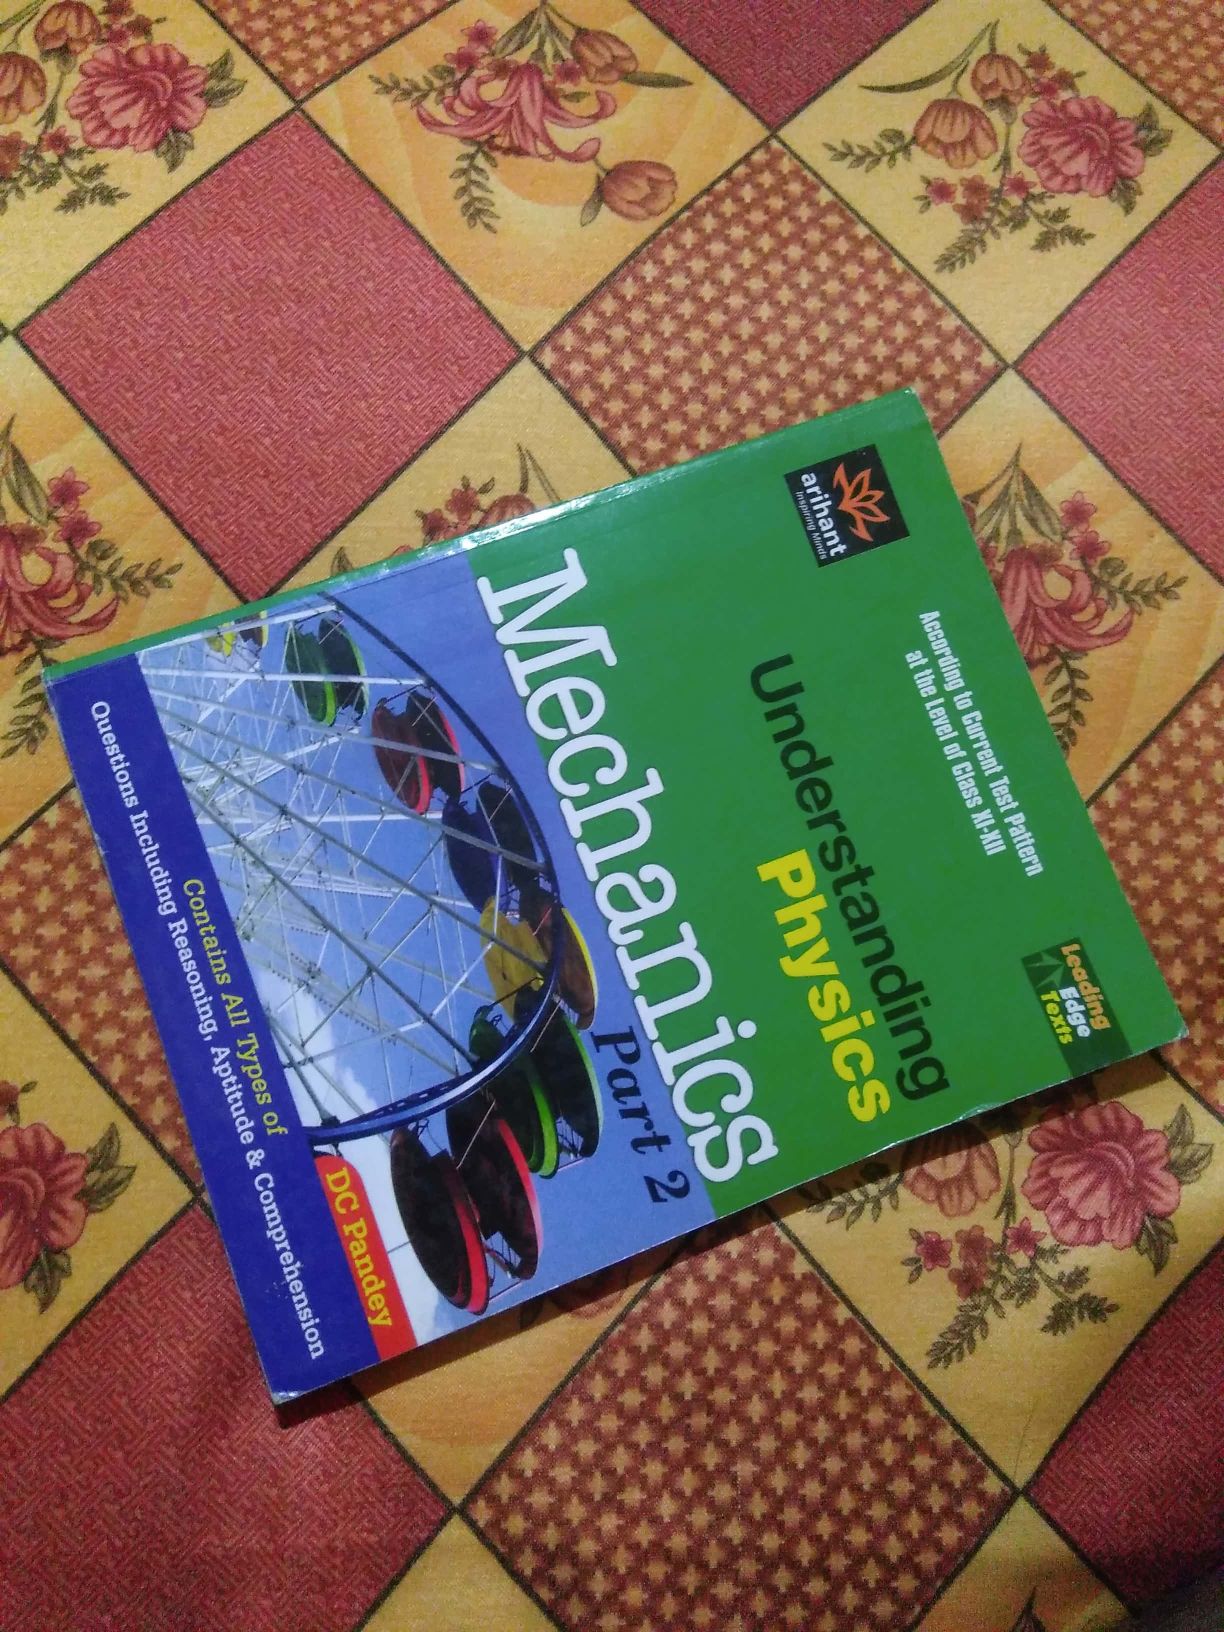 According to Current Test Pattern
at the Level of Class XI-XII
arihant
Inspiring Minds
Leading
Edge
Texts
Understanding
Physics
Mechanics
Part 2
DC Pandey
Contains All Types of
Questions Including Reasoning, Aptitude & Comprehension